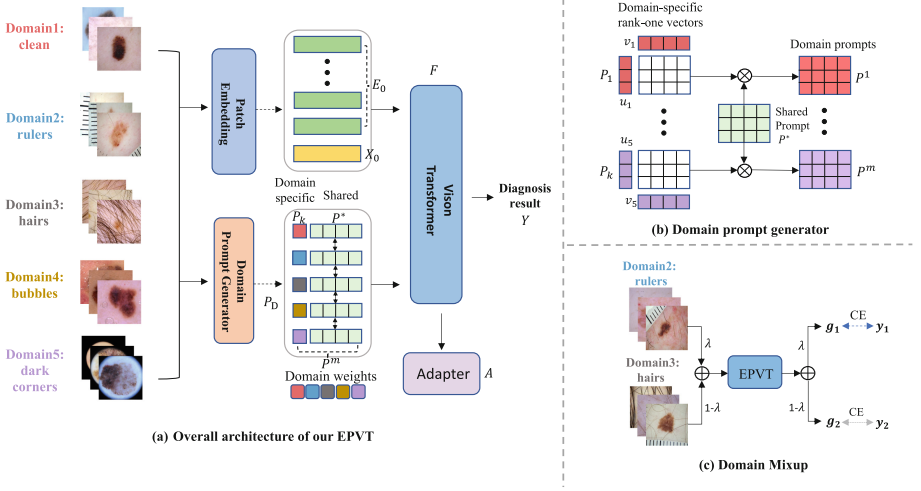 Domain1:
clean
Domain2:
rulers
Domain3:
hairs
Domain4:
bubbles
Domain5:
dark
corners
Patch
Embedding
E₀
X₀
Domain
specific
Shared
Pₖ
P*
Domain
Prompt Generator
P_D
Pᵐ
Domain weights
F
Vison
Transformer
Diagnosis
result
Y
Adapter
A
(a) Overall architecture of our EPVT
Domain-specific
rank-one vectors
v₁
P₁
u₁
Domain prompts
P¹
Shared
Prompt
P*
u₅
Pₖ
v₅
Pᵐ
(b) Domain prompt generator
Domain2:
rulers
λ
Domain3:
hairs
1-λ
EPVT
λ
1-λ
g₁
CE
y₁
g₂
CE
y₂
(c) Domain Mixup